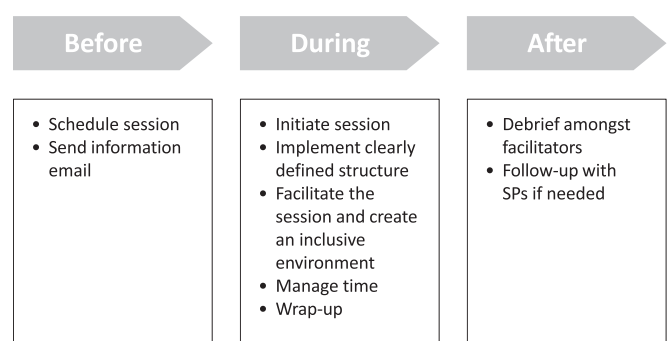 Before
During
After
• Schedule session
• Send information
email
• Initiate session
• Implement clearly
defined structure
• Facilitate the
session and create
an inclusive
environment
• Manage time
• Wrap-up
• Debrief amongst
facilitators
• Follow-up with
SPs if needed